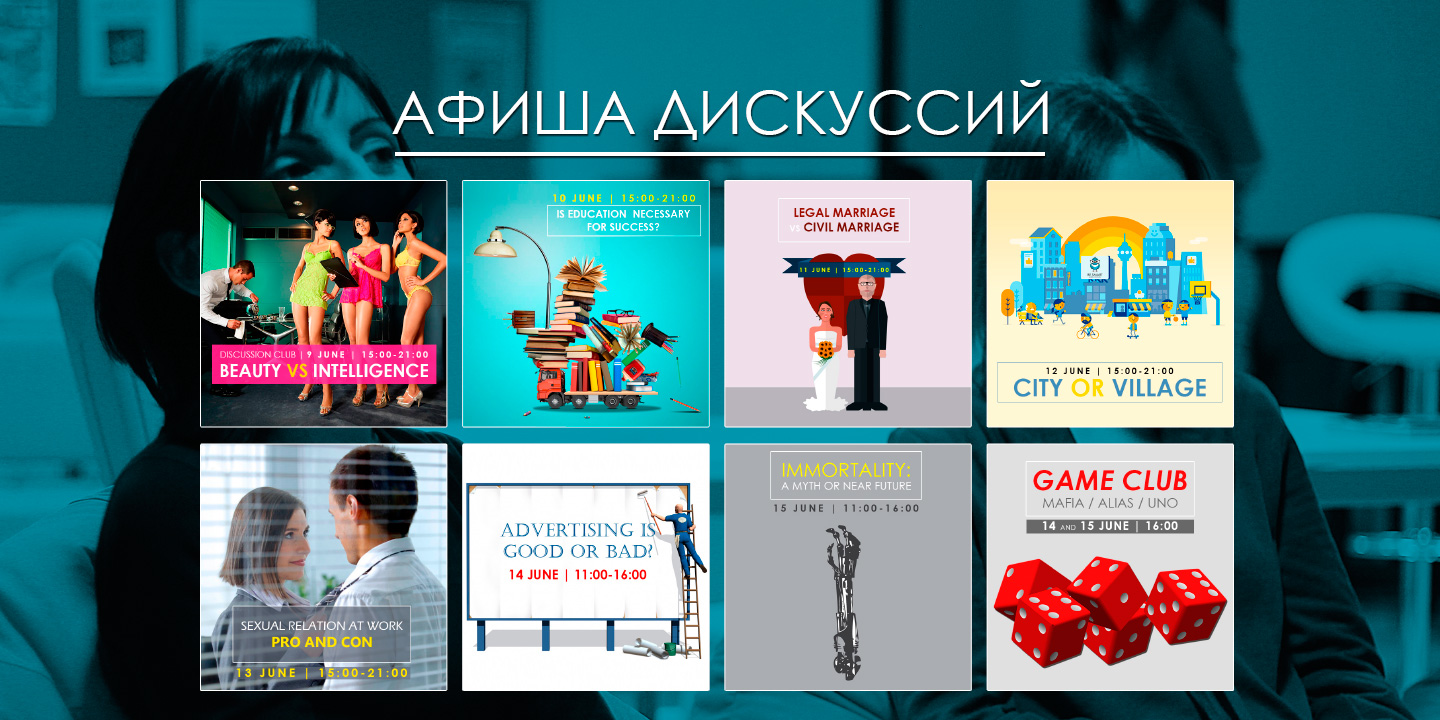 АФИША ДИСКУССИЙ
DISCUSSION CLUB | 9 JUNE | 15:00-21:00
BEAUTY VS INTELLIGENCE
10 JUNE | 15:00-21:00
IS EDUCATION NECESSARY
FOR SUCCESS?
LEGAL MARRIAGE
VS CIVIL MARRIAGE
11 JUNE | 15:00-21:00
12 JUNE | 15:00-21:00
CITY OR VILLAGE
SEXUAL RELATION AT WORK
PRO AND CON
13 JUNE | 15:00-21:00
ADVERTISING IS
GOOD OR BAD?
14 JUNE | 11:00-16:00
IMMORTALITY:
A MYTH OR NEAR FUTURE
15 JUNE | 11:00-16:00
GAME CLUB
MAFIA / ALIAS / UNO
14 AND 15 JUNE | 16:00